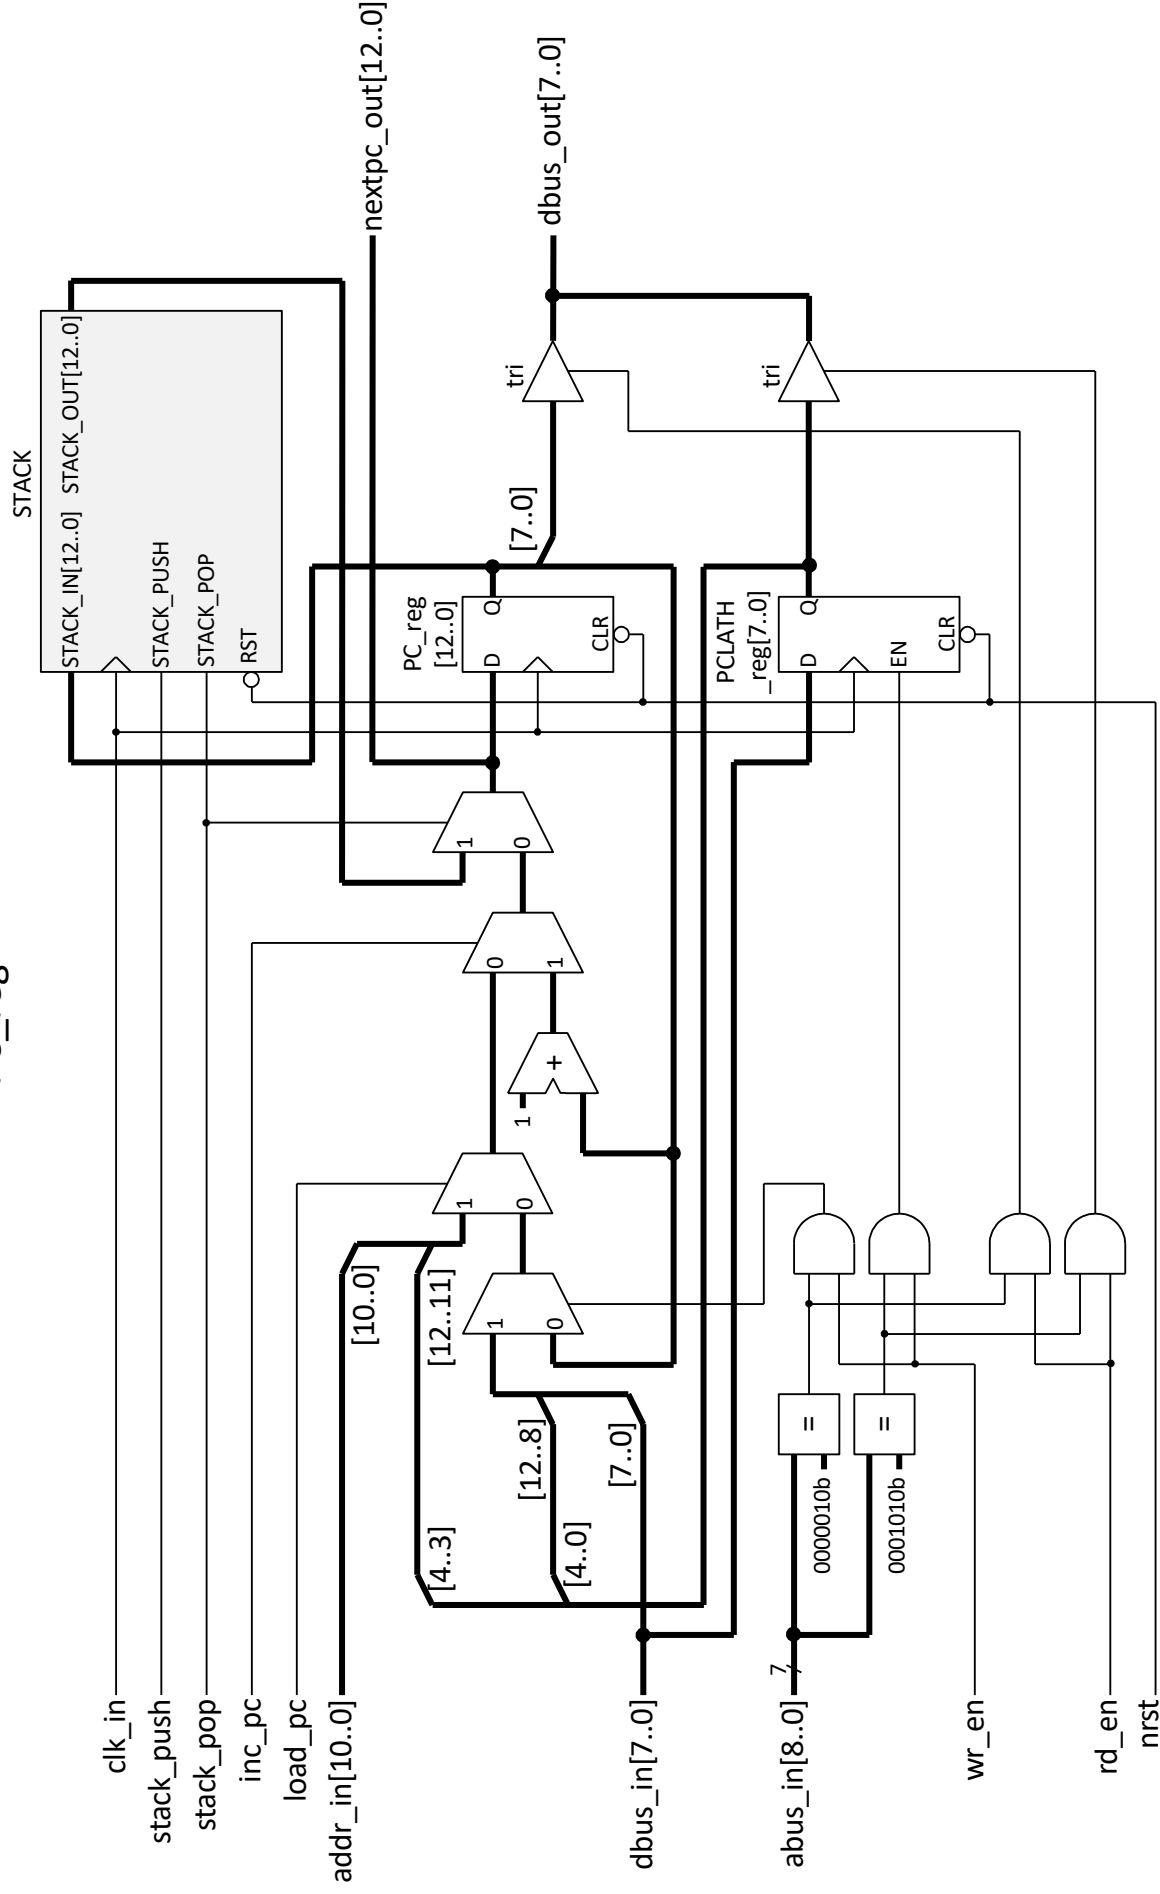 STACK
STACK_IN[12..0] STACK_OUT[12..0]
STACK_PUSH
STACK_POP
RST
clk_in
stack_push
stack_pop
inc_pc
load_pc
addr_in[10..0]
nextpc_out[12..0]
[10..0]
[12..11]
[4..3]
1
0
0
1
1
0
1
+
PC_reg
[12..0]
D
Q
CLR
[7..0]
tri
dbus_out[7..0]
1
0
[12..8]
[4..0]
[7..0]
dbus_in[7..0]
PCLATH
_reg[7..0]
D
Q
EN
CLR
tri
7
abus_in[8..0]
=
0000010b
=
0001010b
wr_en
rd_en
nrst